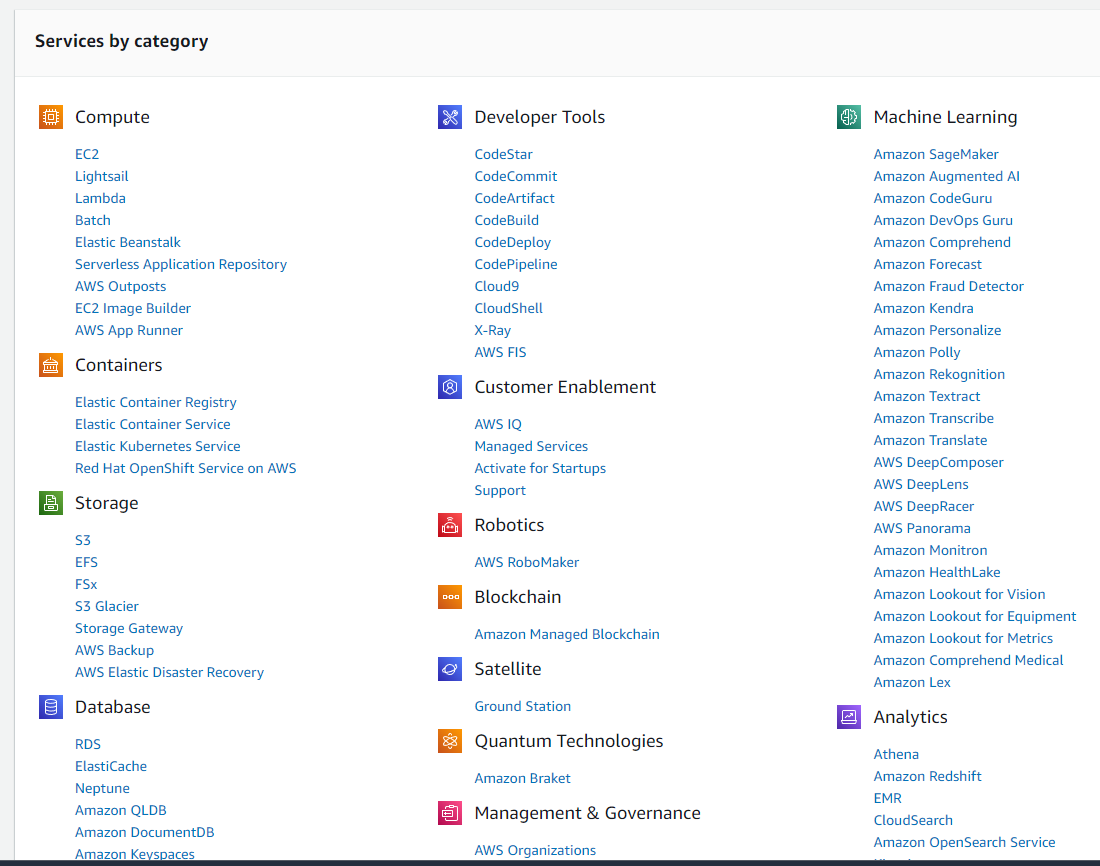 Services by category
Compute
EC2
Lightsail
Lambda
Batch
Elastic Beanstalk
Serverless Application Repository
AWS Outposts
EC2 Image Builder
AWS App Runner
Containers
Elastic Container Registry
Elastic Container Service
Elastic Kubernetes Service
Red Hat OpenShift Service on AWS
Storage
S3
EFS
FSx
S3 Glacier
Storage Gateway
AWS Backup
AWS Elastic Disaster Recovery
Database
RDS
ElastiCache
Neptune
Amazon QLDB
Amazon DocumentDB
Amazon Keyspaces
Developer Tools
CodeStar
CodeCommit
CodeArtifact
CodeBuild
CodeDeploy
CodePipeline
Cloud9
CloudShell
X-Ray
AWS FIS
Customer Enablement
AWS IQ
Managed Services
Activate for Startups
Support
Robotics
AWS RoboMaker
Blockchain
Amazon Managed Blockchain
Satellite
Ground Station
Quantum Technologies
Amazon Braket
Management & Governance
AWS Organizations
Machine Learning
Amazon SageMaker
Amazon Augmented AI
Amazon CodeGuru
Amazon DevOps Guru
Amazon Comprehend
Amazon Forecast
Amazon Fraud Detector
Amazon Kendra
Amazon Personalize
Amazon Polly
Amazon Rekognition
Amazon Textract
Amazon Transcribe
Amazon Translate
AWS DeepComposer
AWS DeepLens
AWS DeepRacer
AWS Panorama
Amazon Monitron
Amazon HealthLake
Amazon Lookout for Vision
Amazon Lookout for Equipment
Amazon Lookout for Metrics
Amazon Comprehend Medical
Amazon Lex
Analytics
Athena
Amazon Redshift
EMR
CloudSearch
Amazon OpenSearch Service